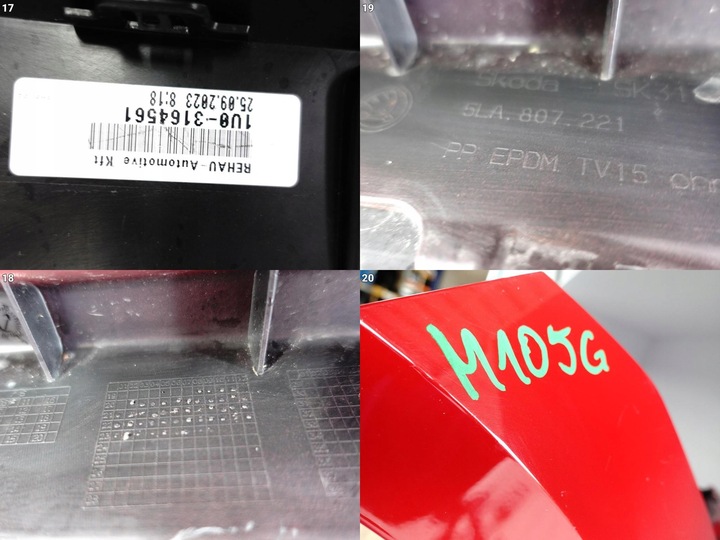 17
25.09.2023 8:18
1U0-3164561
REHAU Automotive Kft
19
Skoda
5LA.807.221
PP EPDM TV15
18
20
M105G